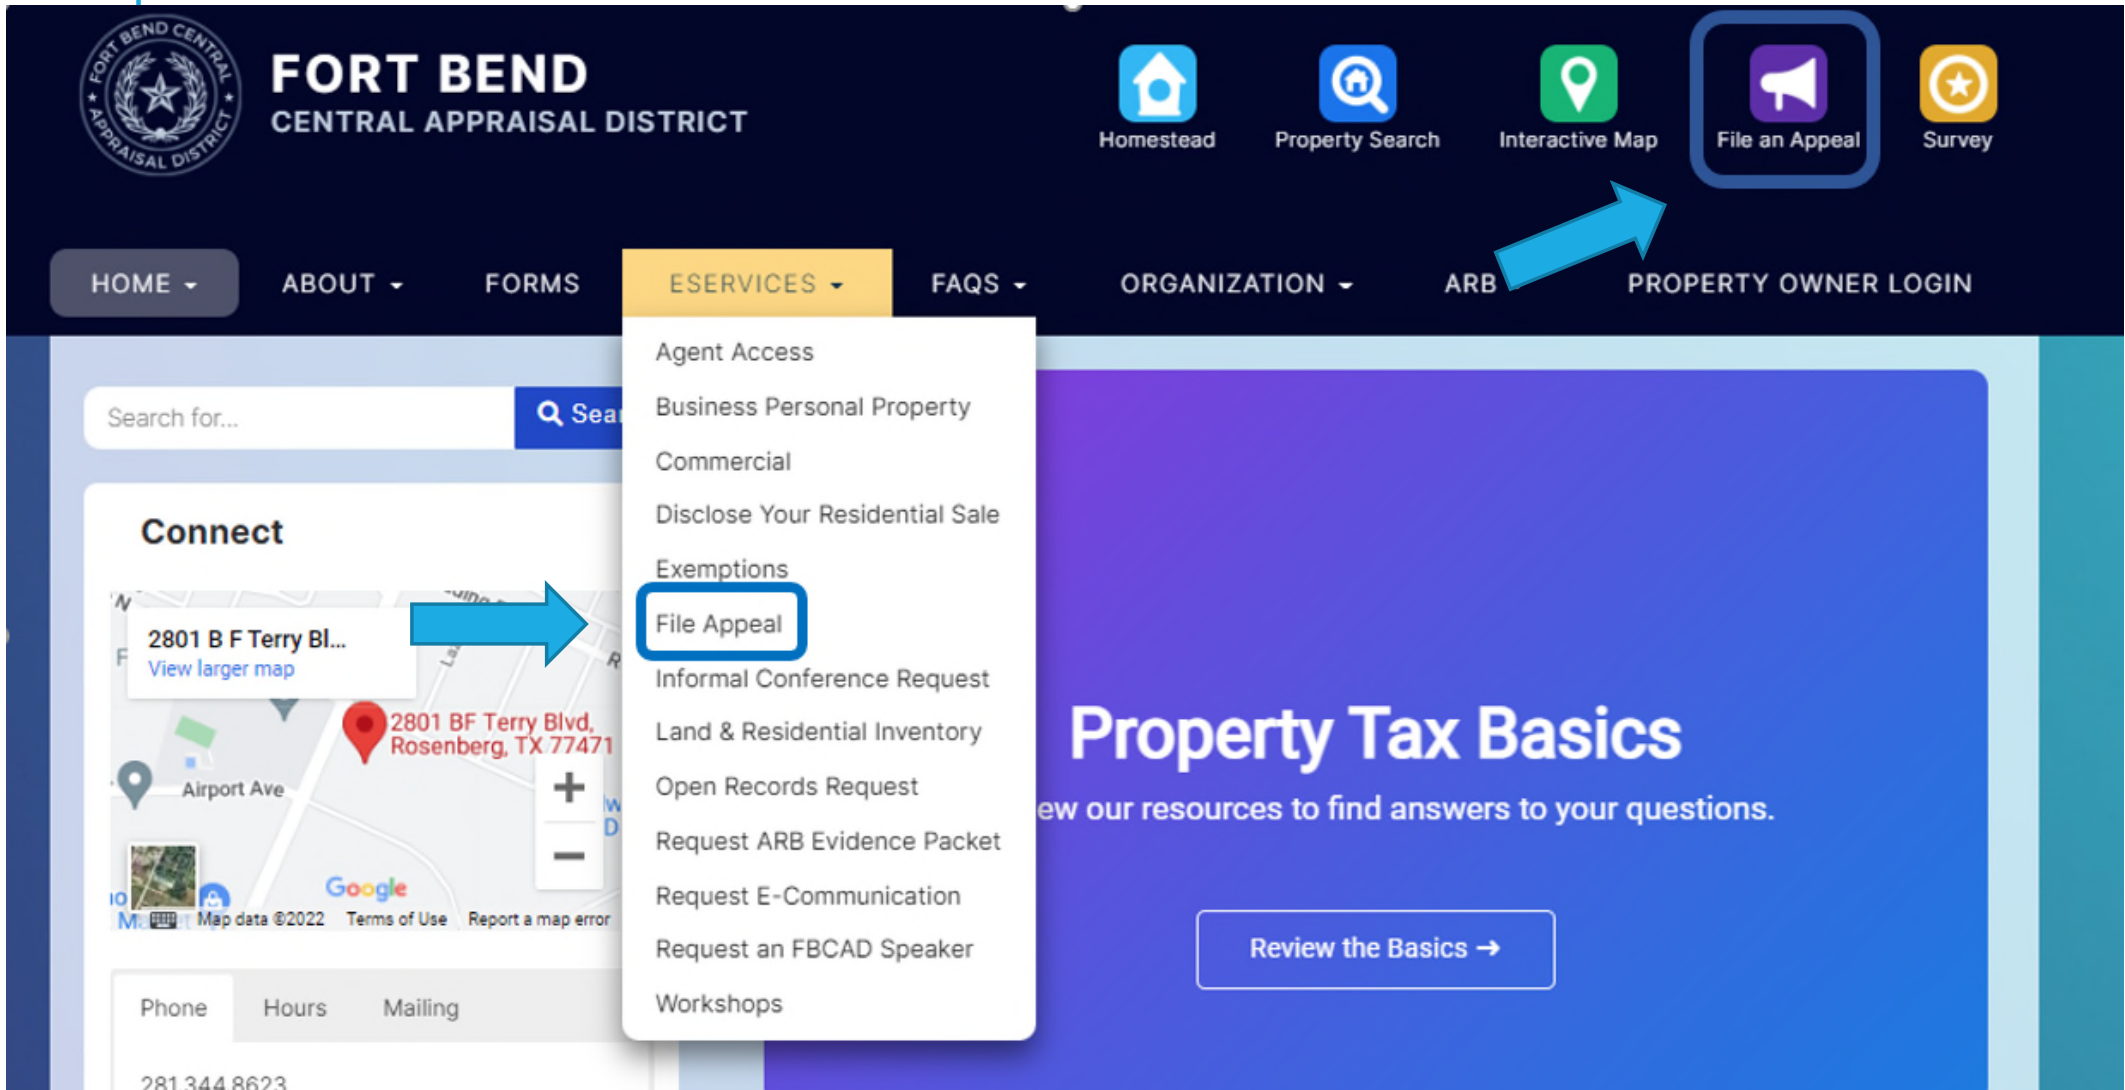 FORT BEND CENTRAL
APPRAISAL DISTRICT
FORT BEND
CENTRAL APPRAISAL DISTRICT
Homestead
Property Search
Interactive Map
File an Appeal
Survey
HOME
ABOUT
FORMS
ESERVICES
FAQS
ORGANIZATION
ARB
PROPERTY OWNER LOGIN
Search for...
Connect
2801 B F Terry Bl...
View larger map
2801 BF Terry Blvd,
Rosenberg, TX 77471
Airport Ave
Google
Map data ©2022 Terms of Use Report a map error
Phone
Hours
Mailing
281.344.8623
Agent Access
Business Personal Property
Commercial
Disclose Your Residential Sale
Exemptions
File Appeal
Informal Conference Request
Land & Residential Inventory
Open Records Request
Request ARB Evidence Packet
Request E-Communication
Request an FBCAD Speaker
Workshops
Property Tax Basics
our resources to find answers to your questions.
Review the Basics →